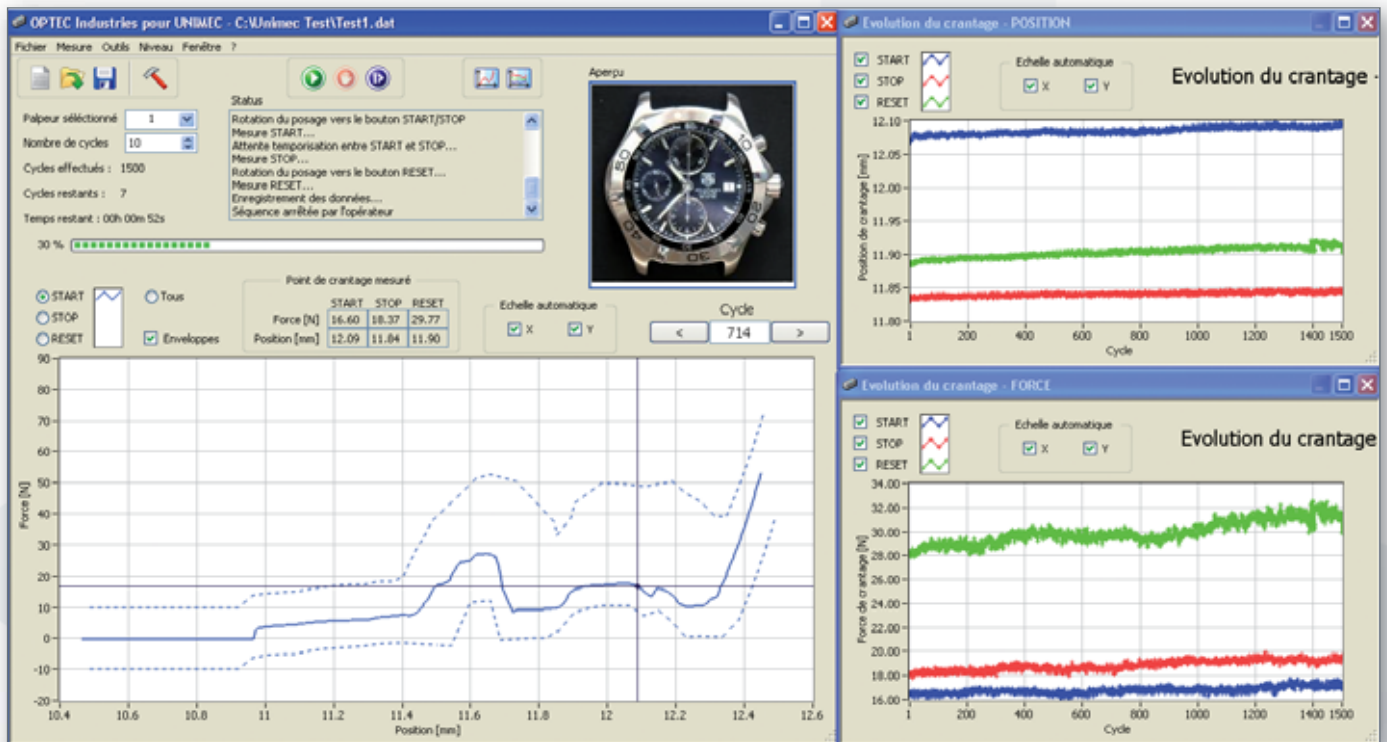 OPTEC Industries pour UNIMEC - C:\Unimec Test\Test1.dat
Fichier Mesure Outils Niveau Fenêtre ?
Palpeur séléctionné 1
Nombre de cycles 10
Cycles effectués : 1500
Cycles restants : 7
Temps restant : 00h 00m 52s
30 %
Status
Rotation du posage vers le bouton START/STOP
Mesure START...
Attente temporisation entre START et STOP...
Mesure STOP...
Rotation du posage vers le bouton RESET...
Mesure RESET...
Enregistrement des données...
Séquence arrêtée par l'opérateur
Aperçu
START
STOP
RESET
Tous
Enveloppes
Point de crantage mesuré
START STOP RESET
Force [N] 16.60 18.37 29.77
Position [mm] 12.09 11.84 11.90
Echelle automatique
X Y
Cycle
< 714 >
Force [N]
90
80
70
60
50
40
30
20
10
0
-10
-20
10.4 10.6 10.8 11 11.2 11.4 11.6 11.8 12 12.2 12.4 12.6
Position [mm]
Evolution du crantage - POSITION
START
STOP
RESET
Echelle automatique
X Y
Evolution du crantage -
Position de crantage [mm]
12.10
12.05
12.00
11.95
11.90
11.85
11.80
1 200 400 600 800 1000 1200 1400 1500
Cycle
Evolution du crantage - FORCE
START
STOP
RESET
Echelle automatique
X Y
Evolution du crantage
Force de crantage [N]
34.00
32.00
30.00
28.00
26.00
24.00
22.00
20.00
18.00
16.00
1 200 400 600 800 1000 1200 1400 1500
Cycle